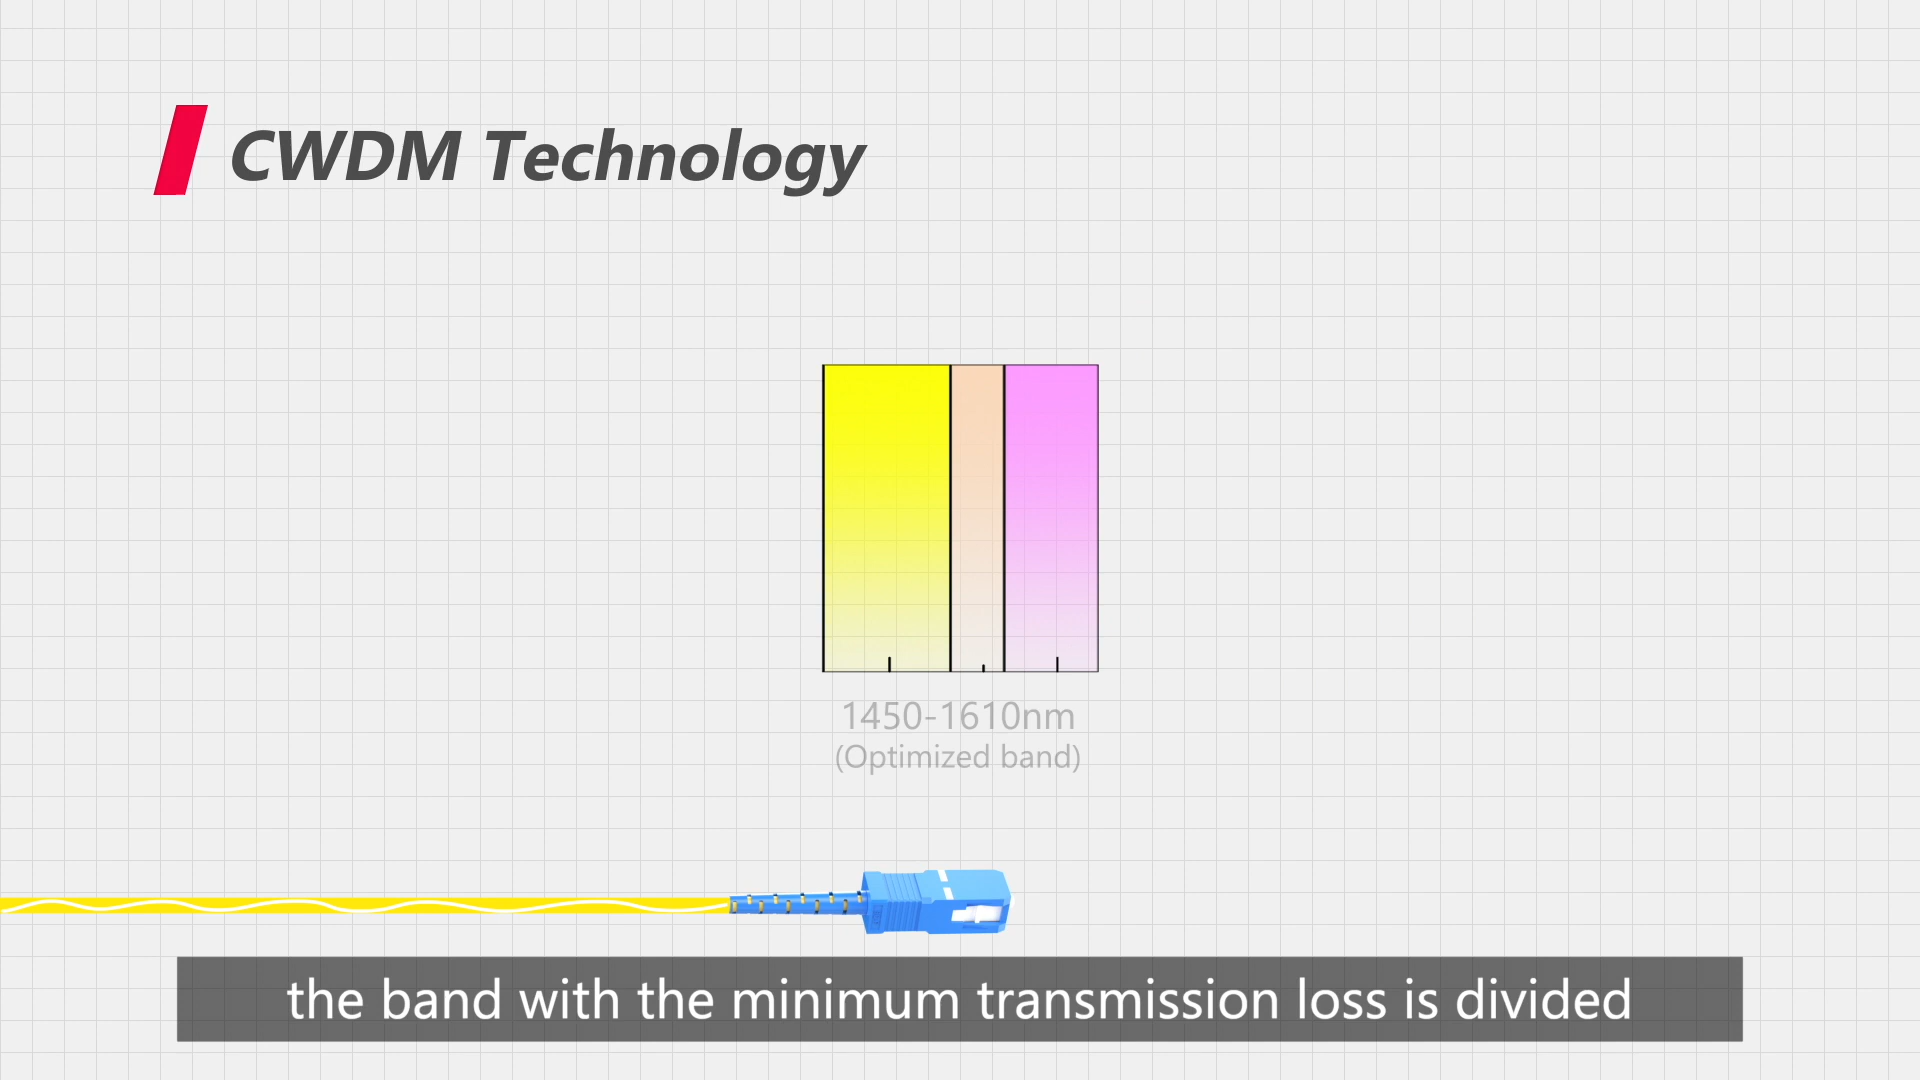 CWDM Technology
1450-1610nm
(Optimized band)
the band with the minimum transmission loss is divided